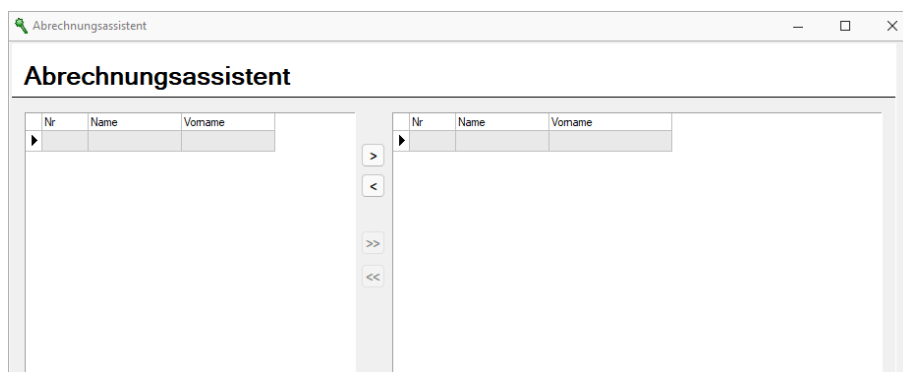 Abrechnungsassistent
Abrechnungsassistent
Nr Name Vorname
Nr Name Vorname
>
<
>>
<<